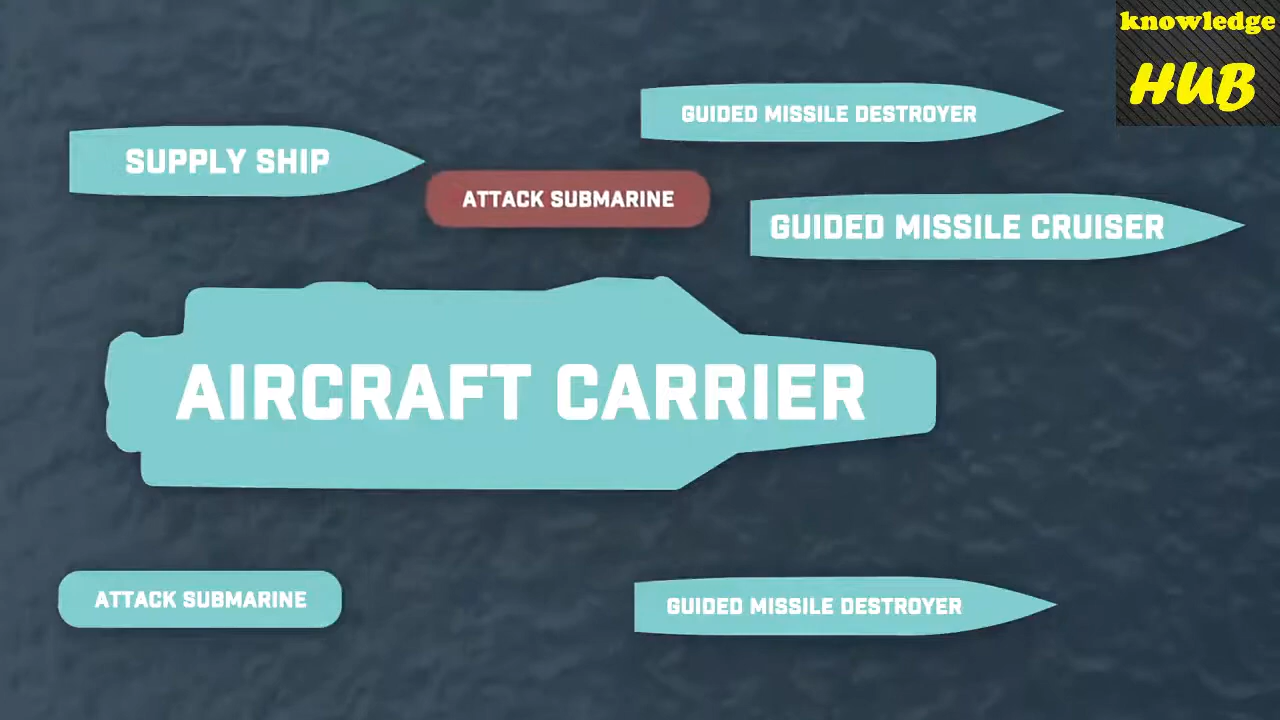 knowledge
HUB
GUIDED MISSILE DESTROYER
SUPPLY SHIP
ATTACK SUBMARINE
GUIDED MISSILE CRUISER
AIRCRAFT CARRIER
ATTACK SUBMARINE
GUIDED MISSILE DESTROYER